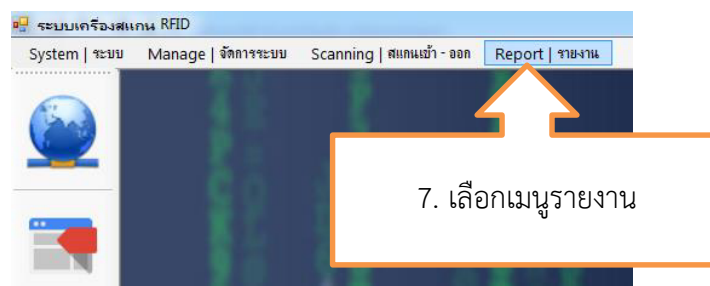 ระบบเครื่องสแกน RFID
System | ระบบ Manage | จัดการระบบ Scanning | สแกนเข้า - ออก Report | รายงาน
7. เลือกเมนูรายงาน